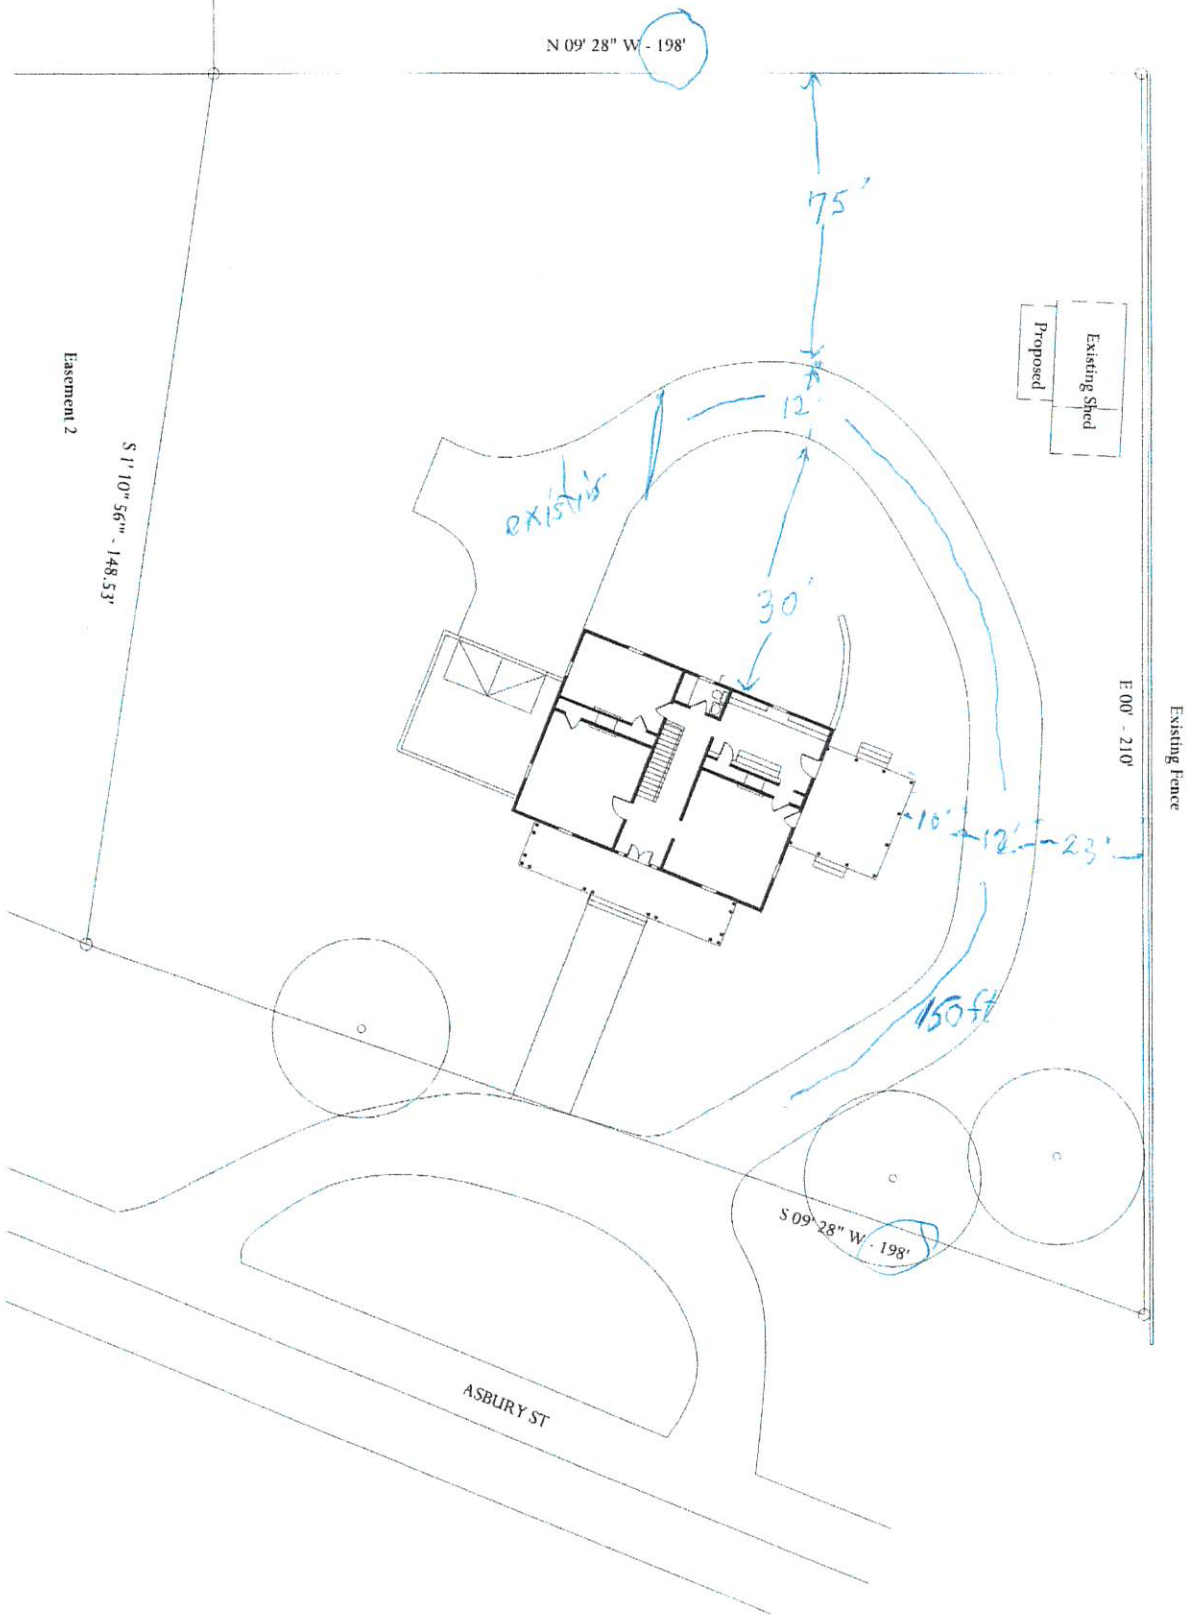 N 09' 28" W - 198'
75'
Existing Shed
Proposed
12'
existing
Easement 2
S 1' 10" 56"' - 148.53'
30'
E 00' - 210'
Existing Fence
10' 12' 23'
150ft
S 09' 28" W - 198'
ASBURY ST